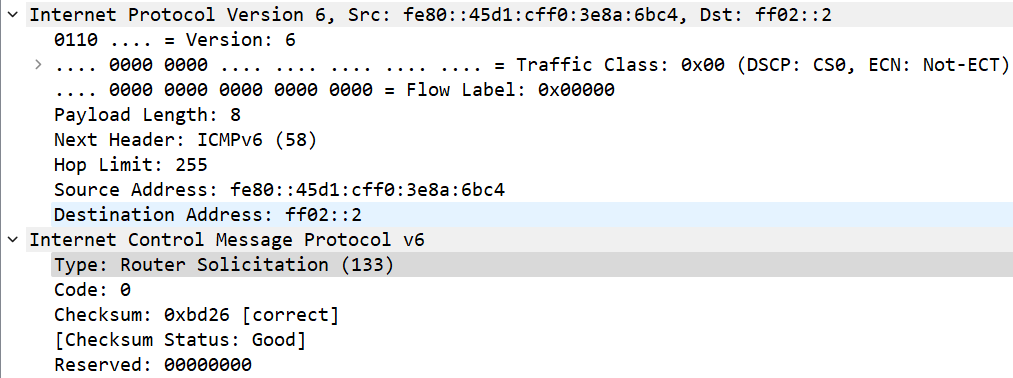 Internet Protocol Version 6, Src: fe80::45d1:cff0:3e8a:6bc4, Dst: ff02::2
0110 .... = Version: 6
.... 0000 0000 .... .... .... .... .... = Traffic Class: 0x00 (DSCP: CS0, ECN: Not-ECT)
.... 0000 0000 0000 0000 0000 = Flow Label: 0x00000
Payload Length: 8
Next Header: ICMPv6 (58)
Hop Limit: 255
Source Address: fe80::45d1:cff0:3e8a:6bc4
Destination Address: ff02::2
Internet Control Message Protocol v6
Type: Router Solicitation (133)
Code: 0
Checksum: 0xbd26 [correct]
[Checksum Status: Good]
Reserved: 00000000